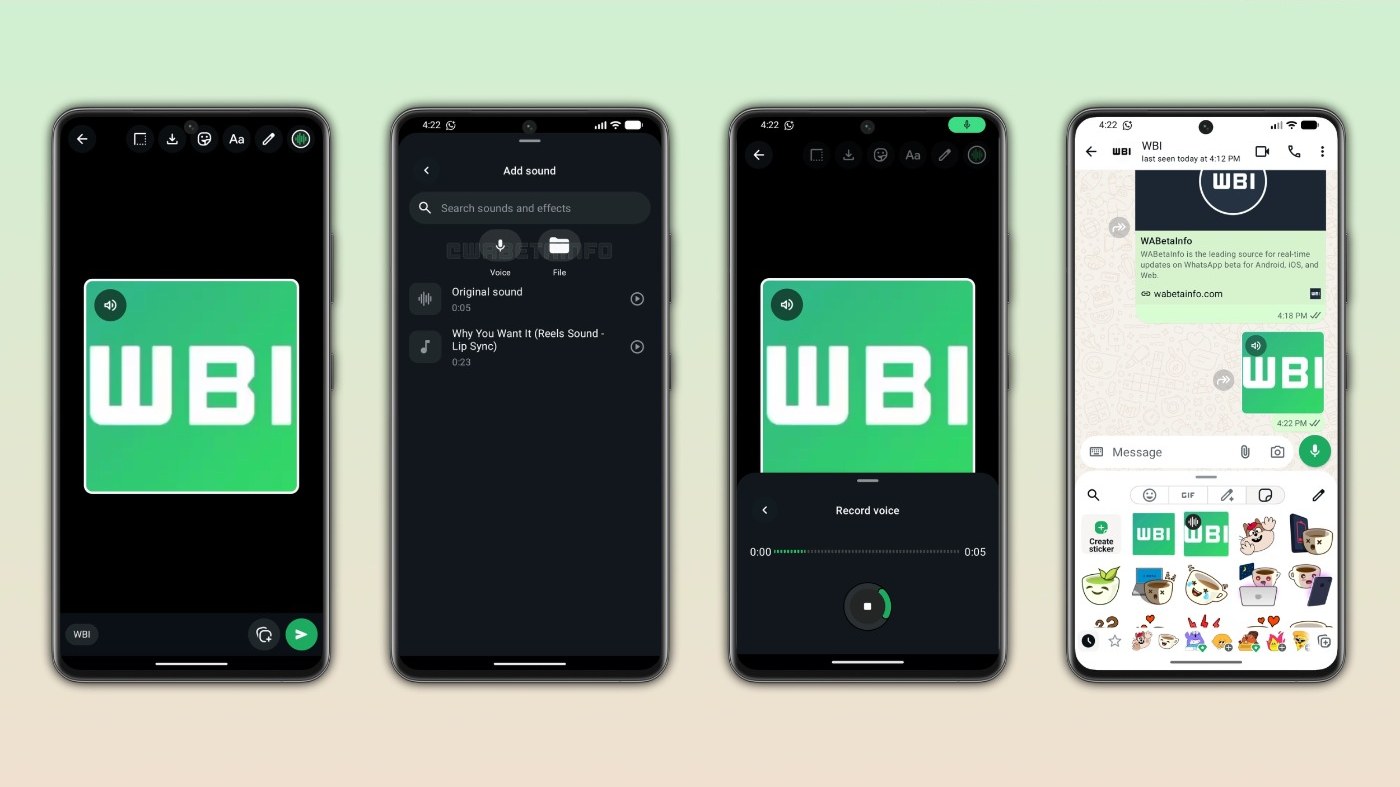 Aa
WBI
WBI
4:22
Add sound
Search sounds and effects
@WABETAINFO
Voice
File
Original sound
0:05
Why You Want It (Reels Sound -
Lip Sync)
0:23
4:22
Aa
WBI
Record voice
0:00
0:05
4:22
WBI
WBI
last seen today at 4:12 PM
WBI
WABetaInfo
WABetaInfo is the leading source for real-time
updates on WhatsApp beta for Android, iOS, and
Web.
wabetainfo.com
4:18 PM
WBI
4:22 PM
Message
GIF
Create
sticker
WBI
WBI